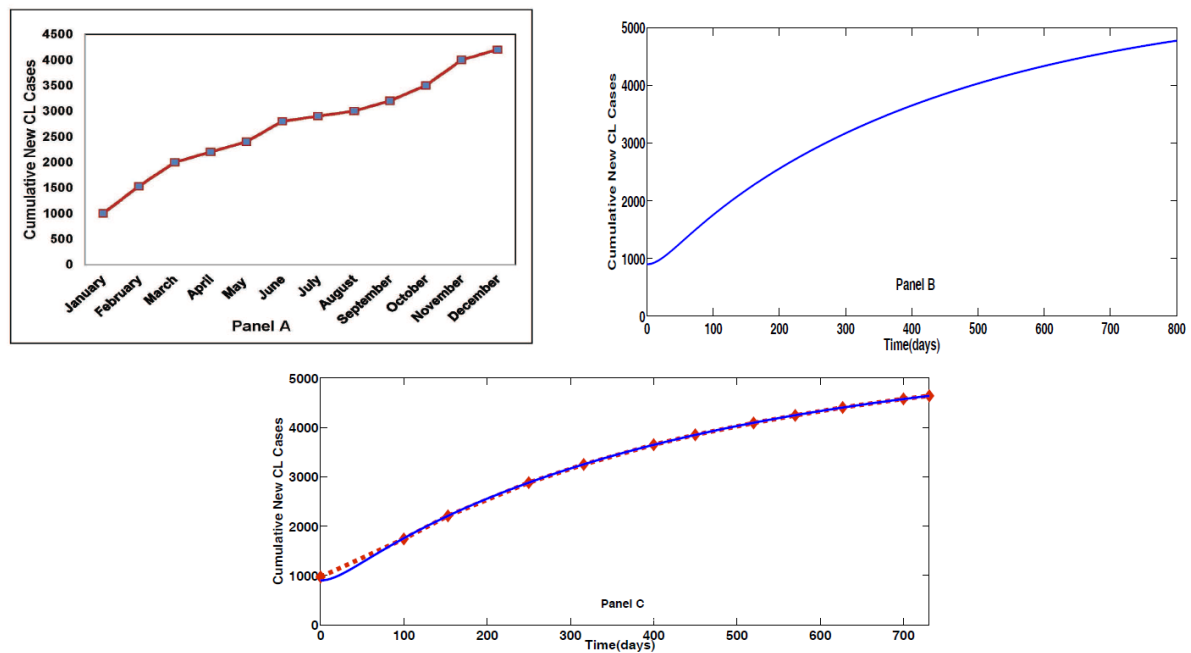 Cumulative New CL Cases
4500
4000
3500
3000
2500
2000
1500
1000
500
0
January February March April May June July August September October November December
Panel A
Cumulative New CL Cases
5000
4000
3000
2000
1000
0
0 100 200 300 400 500 600 700 800
Panel B
Time(days)
Cumulative New CL Cases
5000
4000
3000
2000
1000
0
0 100 200 300 400 500 600 700
Panel C
Time(days)